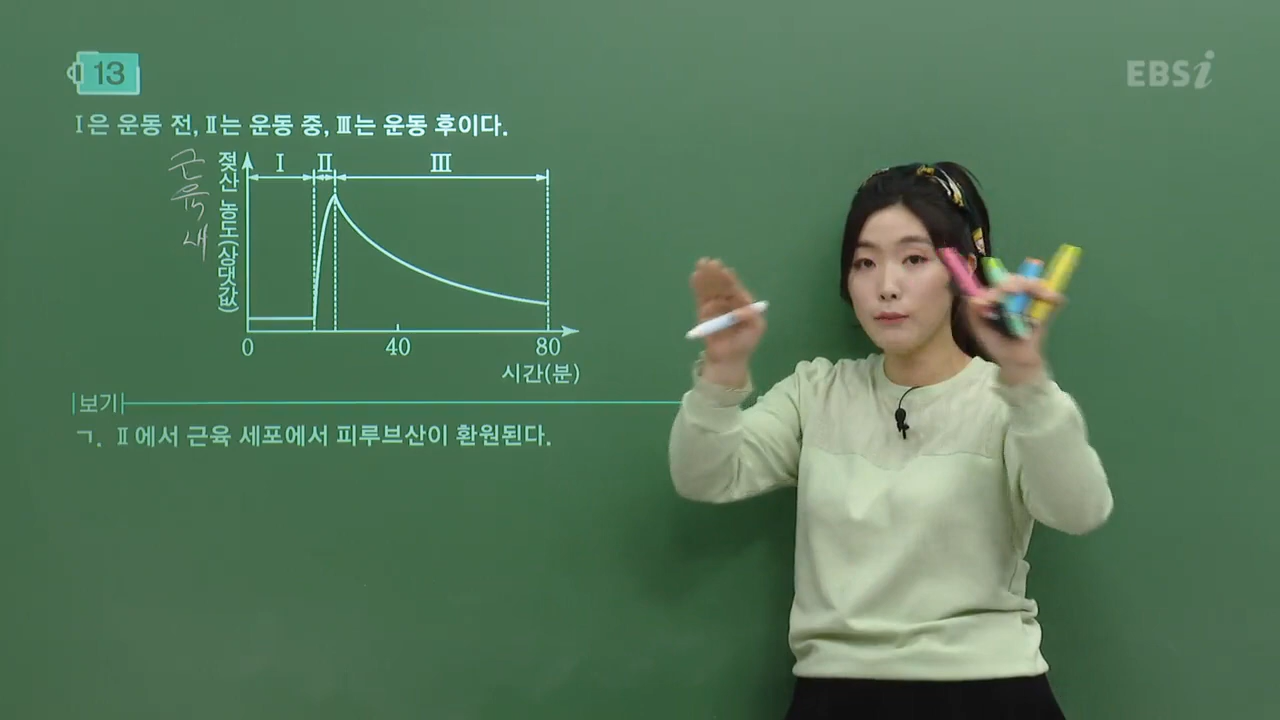 13
EBSi
Ⅰ은 운동 전, Ⅱ는 운동 중, Ⅲ는 운동 후이다.
근육 내
젖산 농도(상댓값)
Ⅰ Ⅱ Ⅲ
0 40 80
시간(분)
보기
ㄱ. Ⅱ에서 근육 세포에서 피루브산이 환원된다.